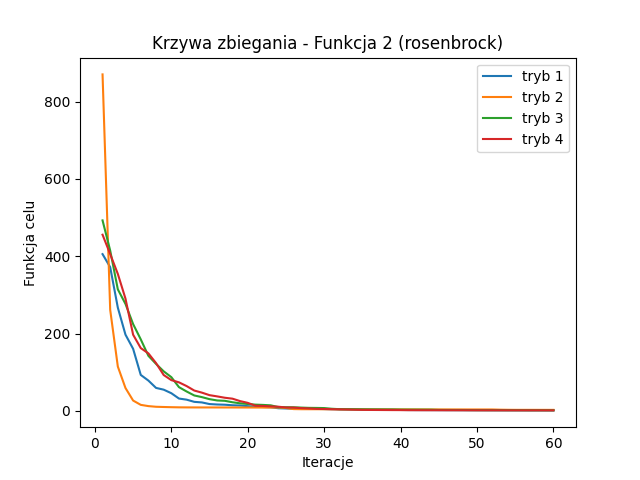 Krzywa zbiegania - Funkcja 2 (rosenbrock)
tryb 1
tryb 2
tryb 3
tryb 4
Funkcja celu
800
600
400
200
0
0 10 20 30 40 50 60
Iteracje